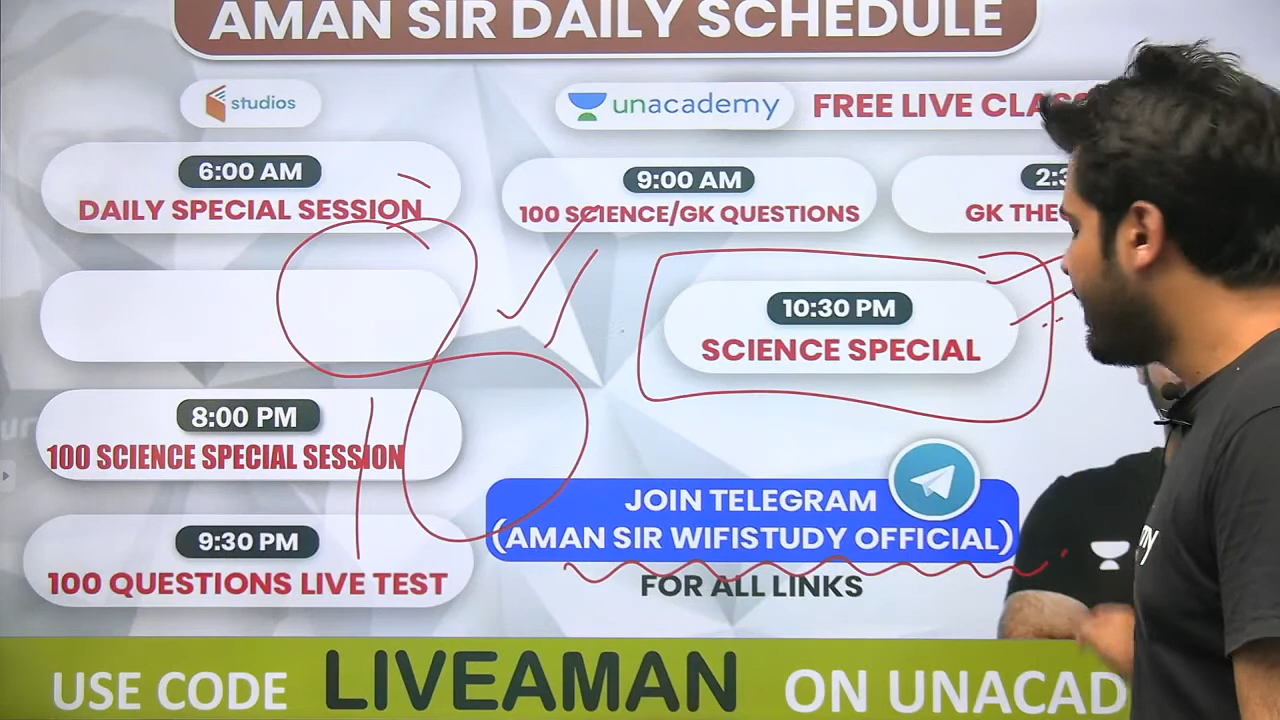 AMAN SIR DAILY SCHEDULE
studios
unacademy
FREE LIVE
6:00 AM
DAILY SPECIAL SESSION
9:00 AM
100 SCIENCE/GK QUESTIONS
GK
10:30 PM
SCIENCE SPECIAL
8:00 PM
100 SCIENCE SPECIAL SESSION
9:30 PM
100 QUESTIONS LIVE TEST
JOIN TELEGRAM
(AMAN SIR WIFISTUDY OFFICIAL)
FOR ALL LINKS
USE CODE LIVEAMAN ON UNACAD